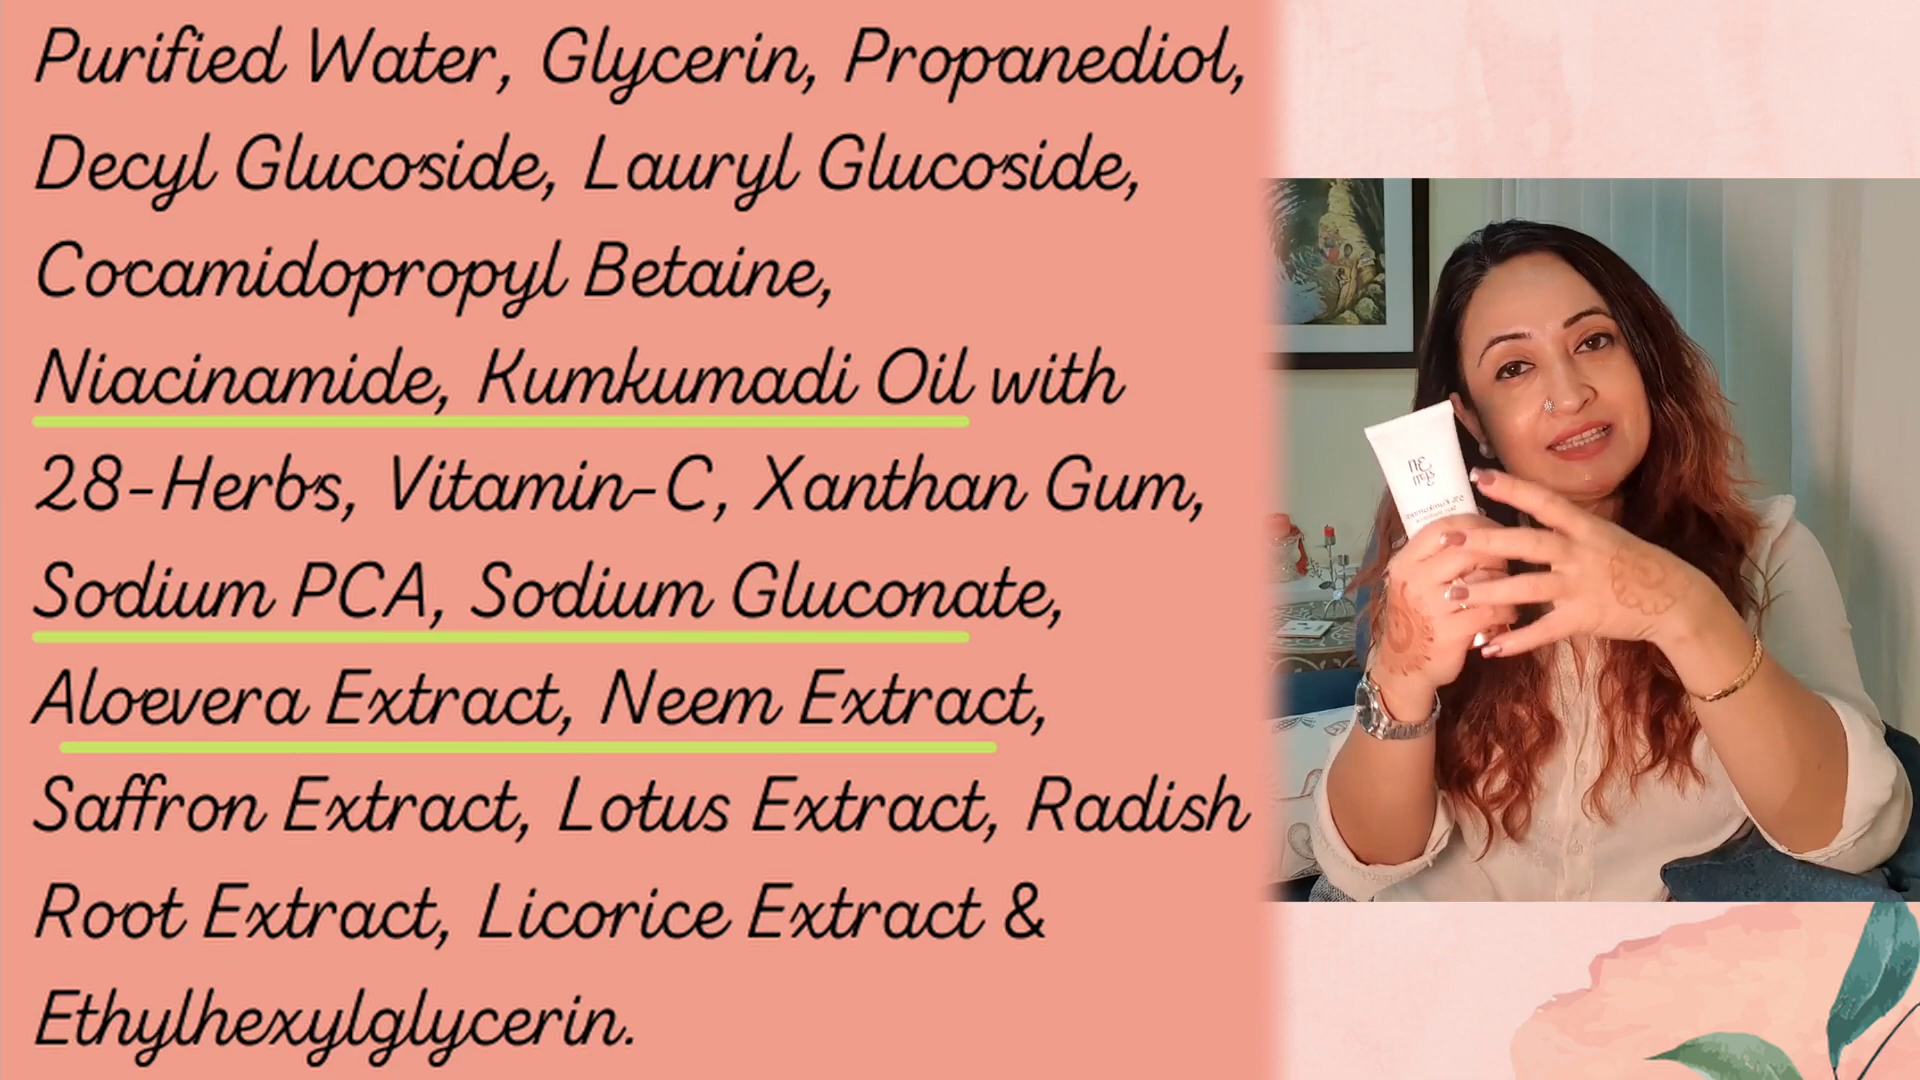 Purified Water, Glycerin, Propanediol,
Decyl Glucoside, Lauryl Glucoside,
Cocamidopropyl Betaine,
Niacinamide, Kumkumadi Oil with
28-Herbs, Vitamin-C, Xanthan Gum,
Sodium PCA, Sodium Gluconate,
Aloevera Extract, Neem Extract,
Saffron Extract, Lotus Extract, Radish
Root Extract, Licorice Extract &
Ethylhexylglycerin.